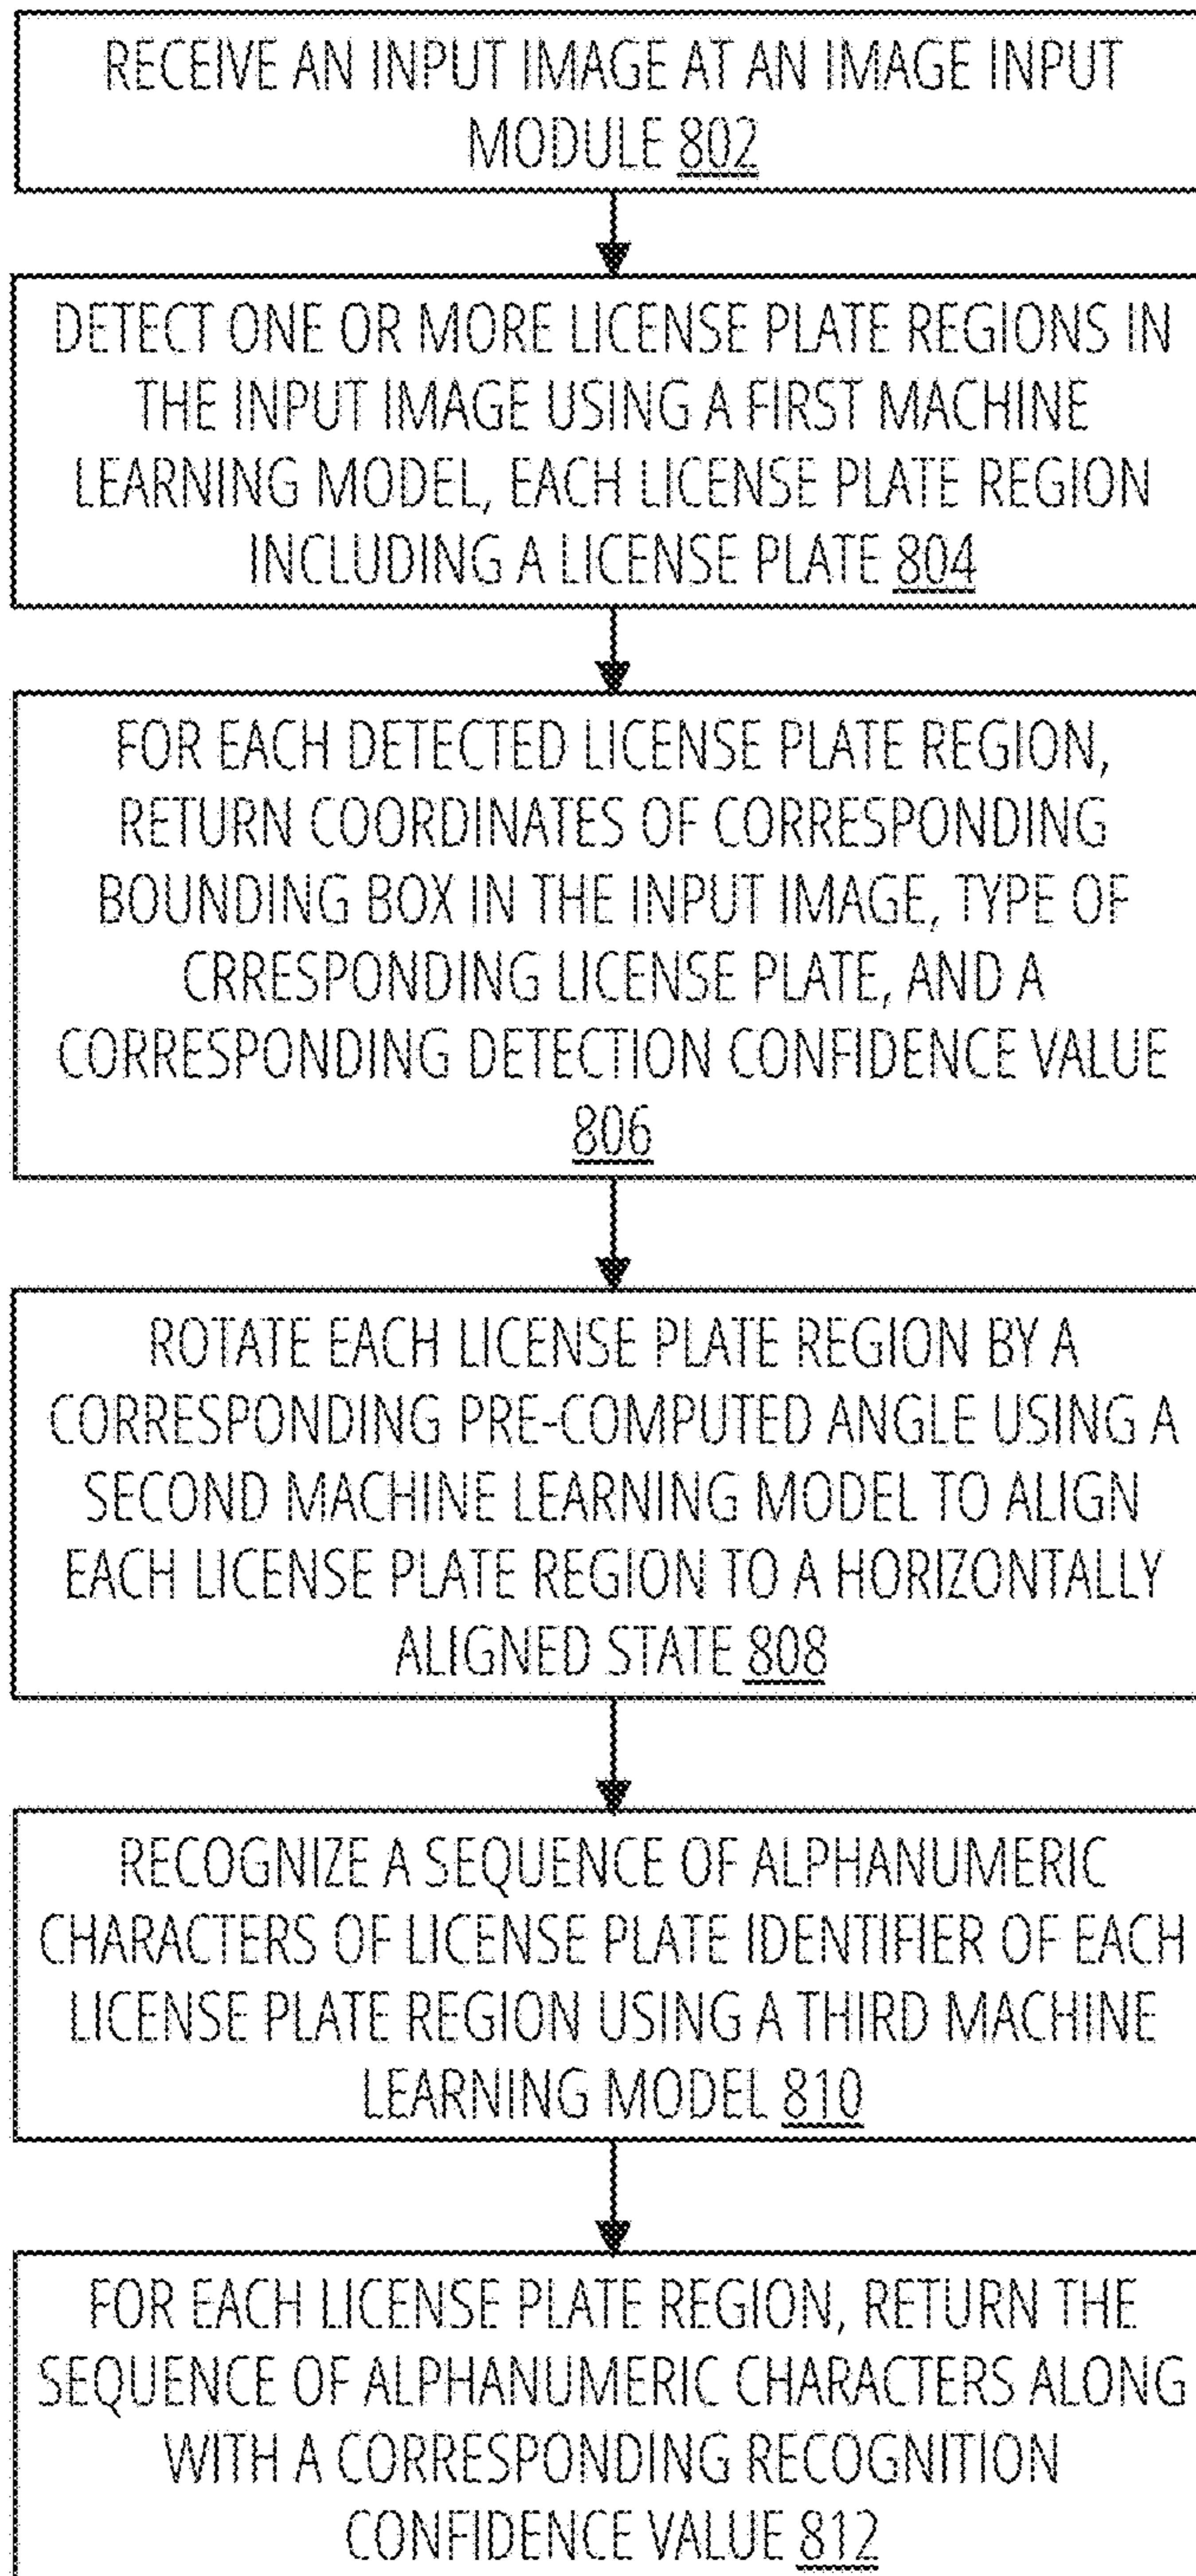 RECEIVE AN INPUT IMAGE AT AN IMAGE INPUT
MODULE 802
DETECT ONE OR MORE LICENSE PLATE REGIONS IN
THE INPUT IMAGE USING A FIRST MACHINE
LEARNING MODEL, EACH LICENSE PLATE REGION
INCLUDING A LICENSE PLATE 804
FOR EACH DETECTED LICENSE PLATE REGION,
RETURN COORDINATES OF CORRESPONDING
BOUNDING BOX IN THE INPUT IMAGE, TYPE OF
CRRESPONDING LICENSE PLATE, AND A
CORRESPONDING DETECTION CONFIDENCE VALUE
806
ROTATE EACH LICENSE PLATE REGION BY A
CORRESPONDING PRE-COMPUTED ANGLE USING A
SECOND MACHINE LEARNING MODEL TO ALIGN
EACH LICENSE PLATE REGION TO A HORIZONTALLY
ALIGNED STATE 808
RECOGNIZE A SEQUENCE OF ALPHANUMERIC
CHARACTERS OF LICENSE PLATE IDENTIFIER OF EACH
LICENSE PLATE REGION USING A THIRD MACHINE
LEARNING MODEL 810
FOR EACH LICENSE PLATE REGION, RETURN THE
SEQUENCE OF ALPHANUMERIC CHARACTERS ALONG
WITH A CORRESPONDING RECOGNITION
CONFIDENCE VALUE 812